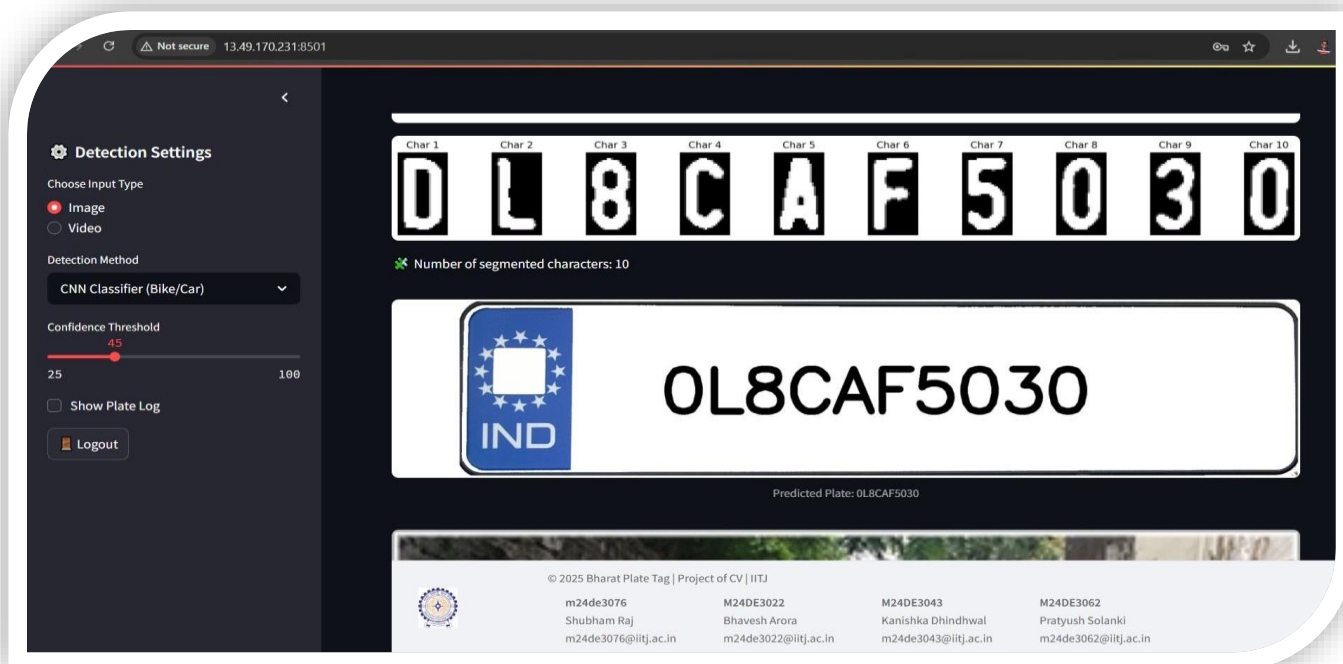 Not secure 13.49.170.231:8501
Detection Settings
Choose Input Type
Image
Video
Detection Method
CNN Classifier (Bike/Car)
Confidence Threshold
45
25 100
Show Plate Log
Logout
Char 1 Char 2 Char 3 Char 4 Char 5 Char 6 Char 7 Char 8 Char 9 Char 10
D L 8 C A F 5 0 3 0
Number of segmented characters: 10
IND
0L8CAF5030
Predicted Plate: 0L8CAF5030
© 2025 Bharat Plate Tag | Project of CV | IITJ
m24de3076 M24DE3022 M24DE3043 M24DE3062
Shubham Raj Bhavesh Arora Kanishka Dhindhwal Pratyush Solanki
m24de3076@iitj.ac.in m24de3022@iitj.ac.in m24de3043@iitj.ac.in m24de3062@iitj.ac.in